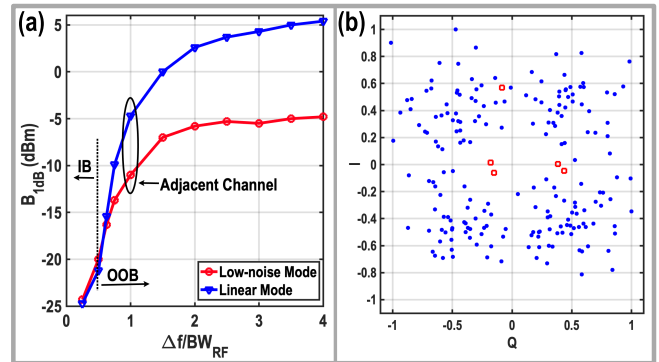 (a)
B1dB (dBm)
5
0
-5
-10
-15
-20
-25
IB
OOB
Adjacent Channel
Low-noise Mode
Linear Mode
0
1
2
3
4
Δf/BWRF
(b)
I
1
0.8
0.6
0.4
0.2
0
-0.2
-0.4
-0.6
-0.8
-1
-1
-0.5
0
0.5
1
Q